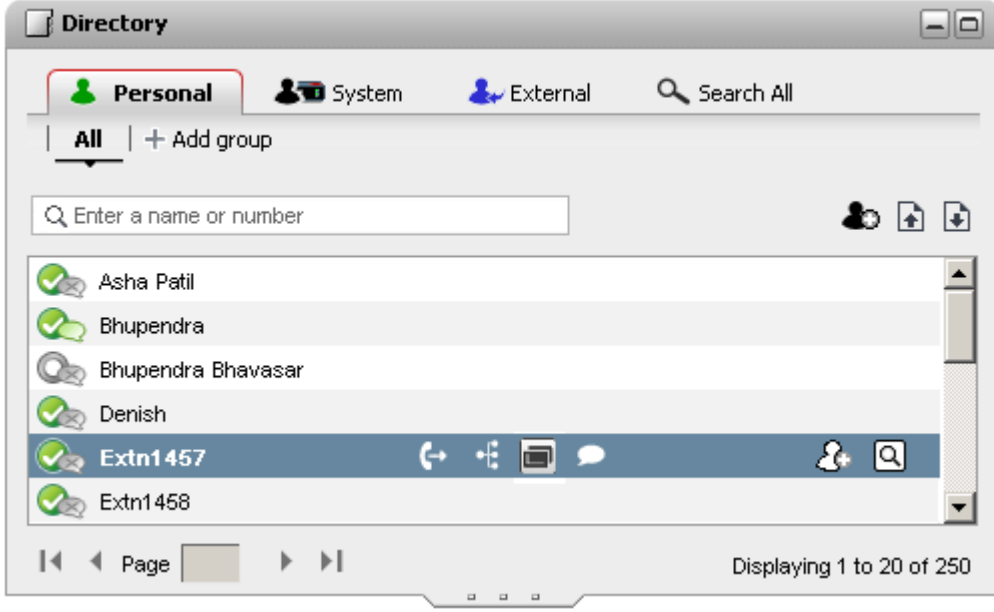 Directory
Personal System External Search All
All + Add group
Enter a name or number
Asha Patil
Bhupendra
Bhupendra Bhavasar
Denish
Extn1457
Extn1458
Page Displaying 1 to 20 of 250